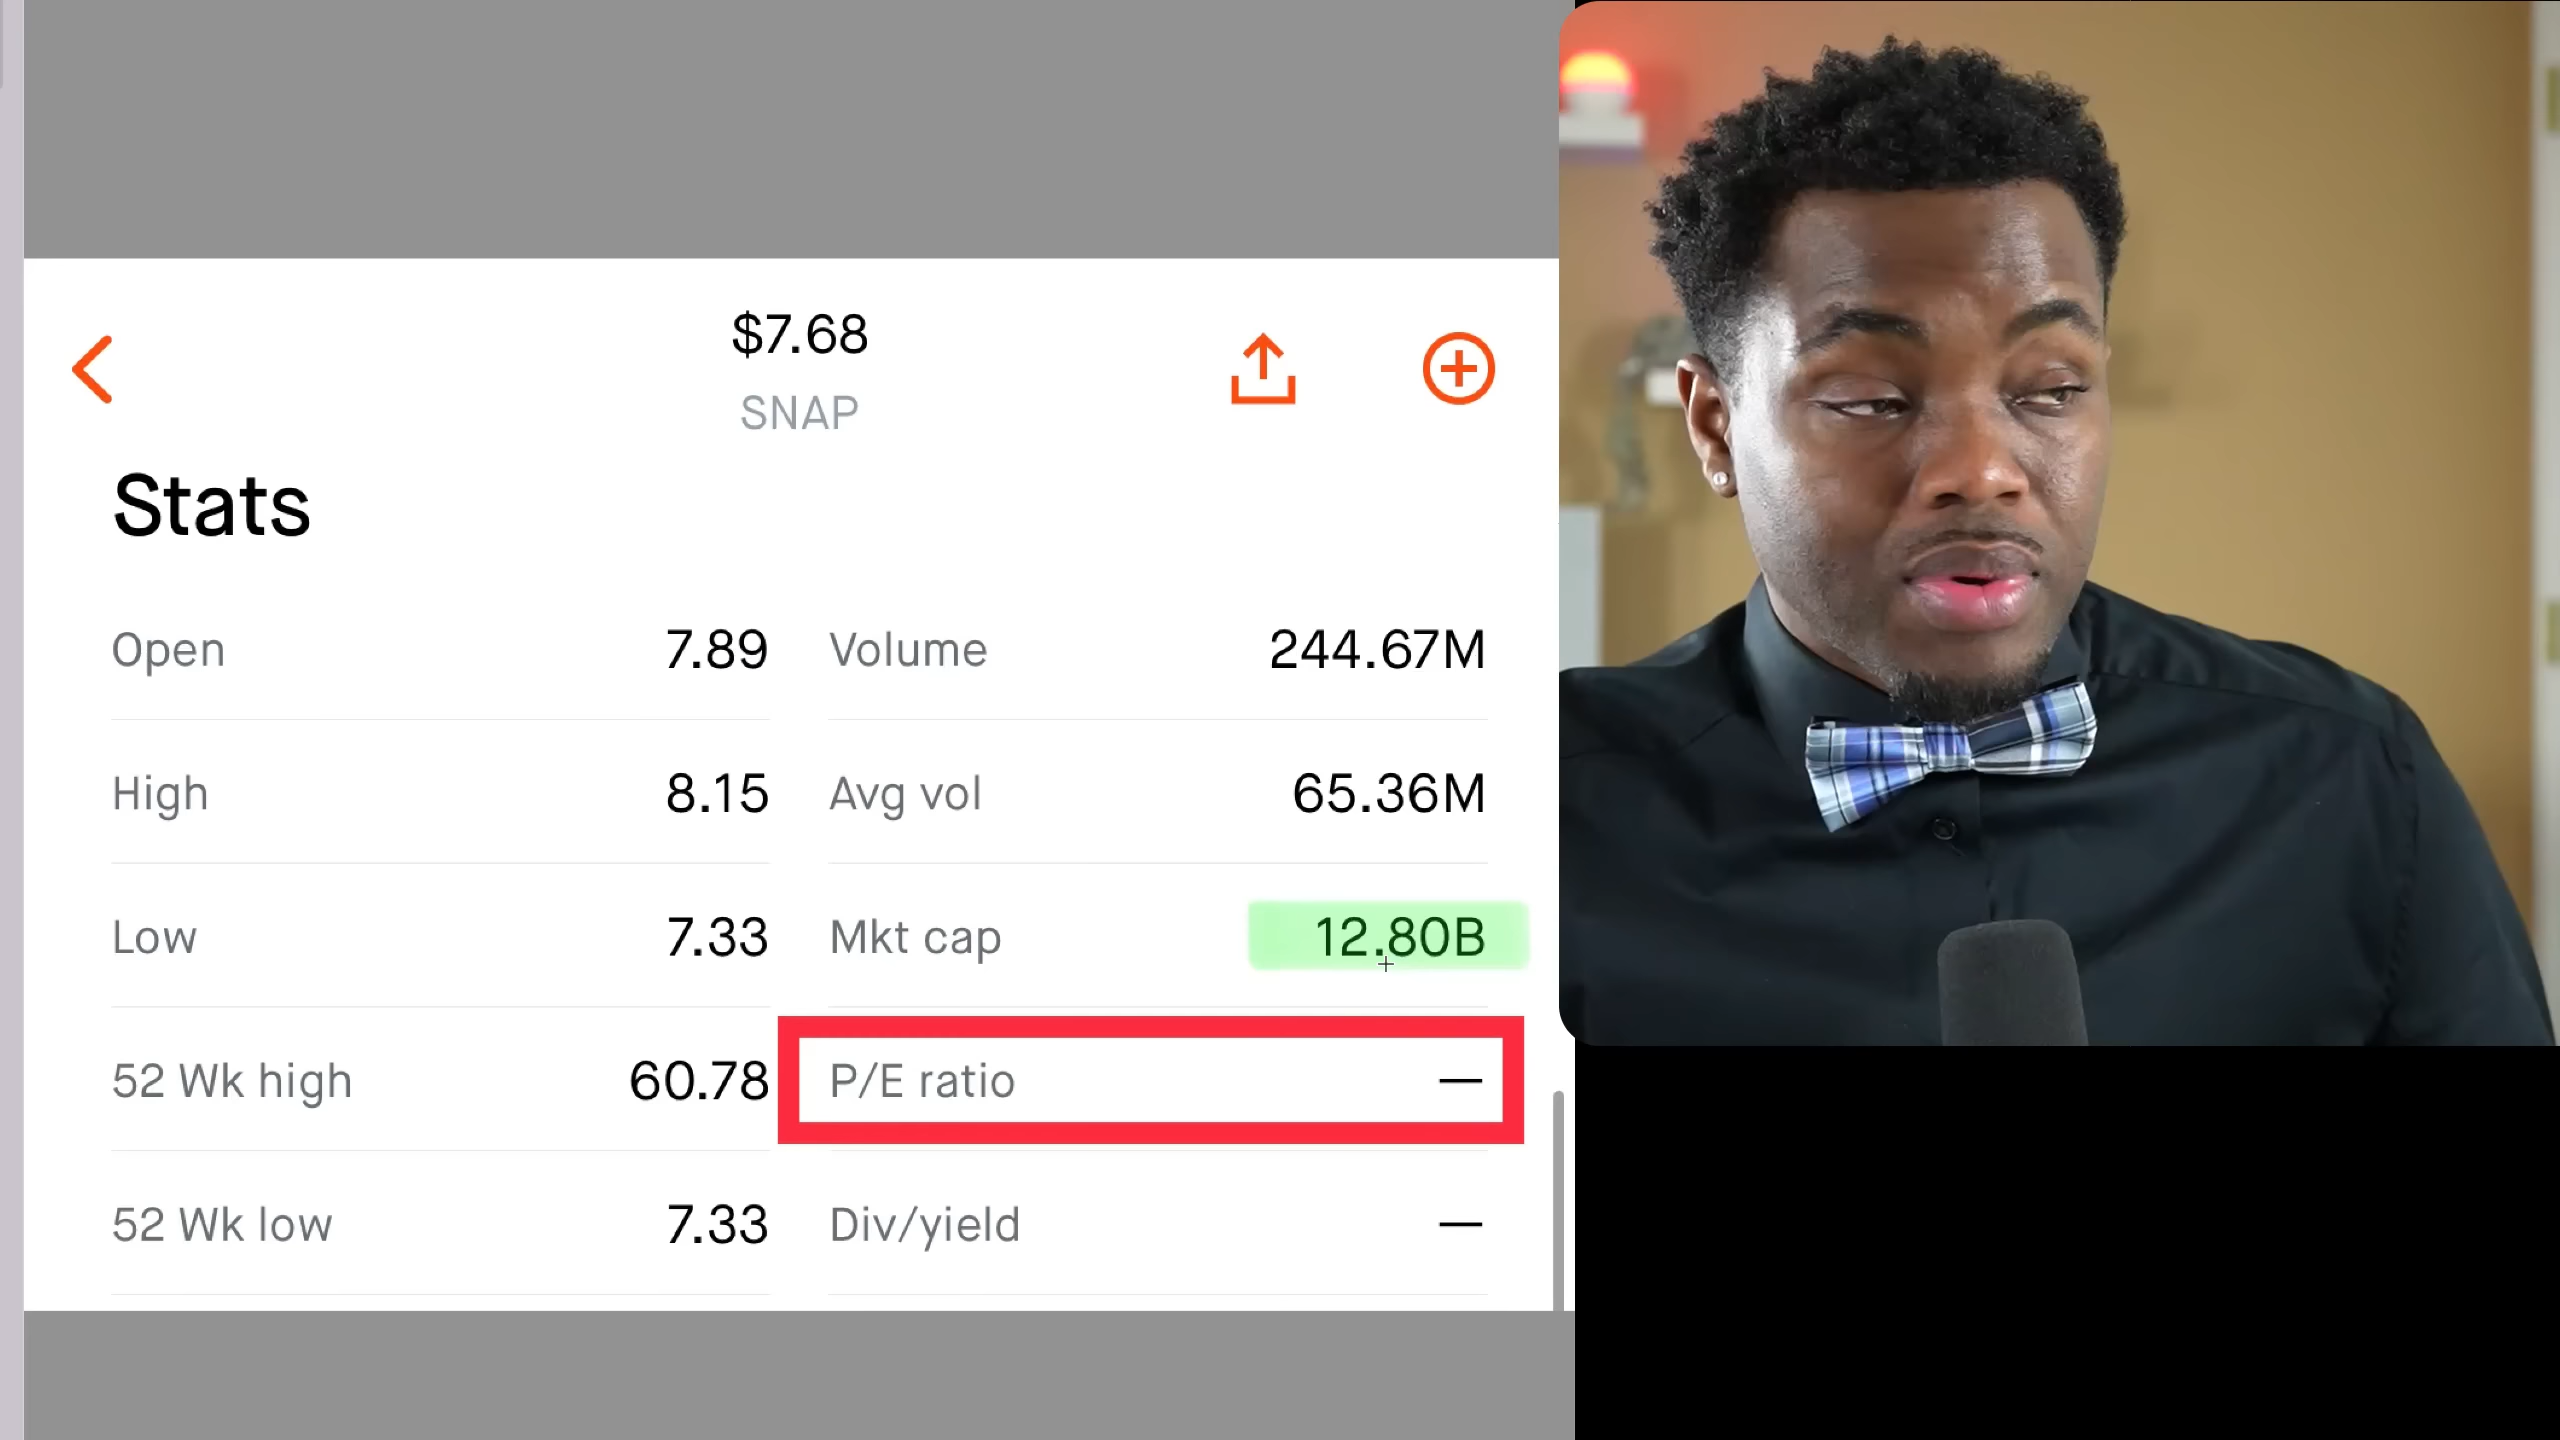 $7.68
SNAP
Stats
Open 7.89 Volume 244.67M
High 8.15 Avg vol 65.36M
Low 7.33 Mkt cap 12.80B
52 Wk high 60.78 P/E ratio —
52 Wk low 7.33 Div/yield —